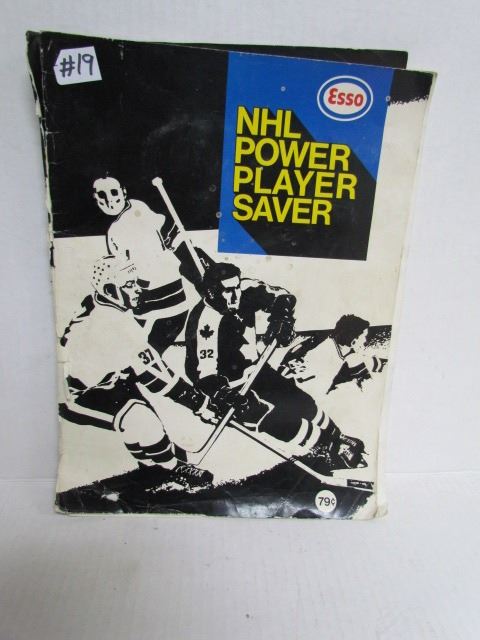 #19
Esso
NHL
POWER
PLAYER
SAVER
37
32
79¢